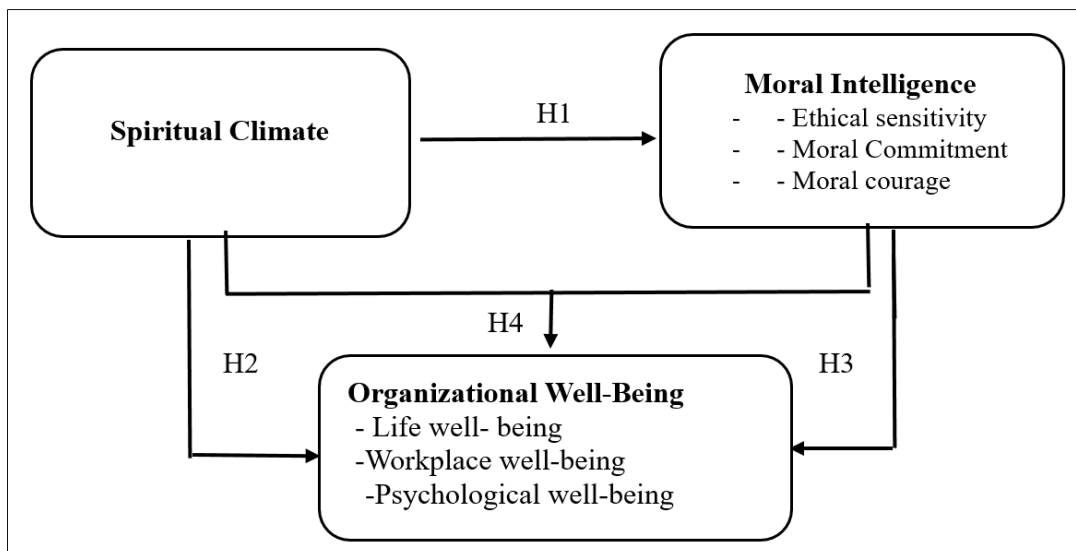 Spiritual Climate
H1
Moral Intelligence
- - Ethical sensitivity
- - Moral Commitment
- - Moral courage
H2
H4
H3
Organizational Well-Being
- Life well- being
-Workplace well-being
-Psychological well-being